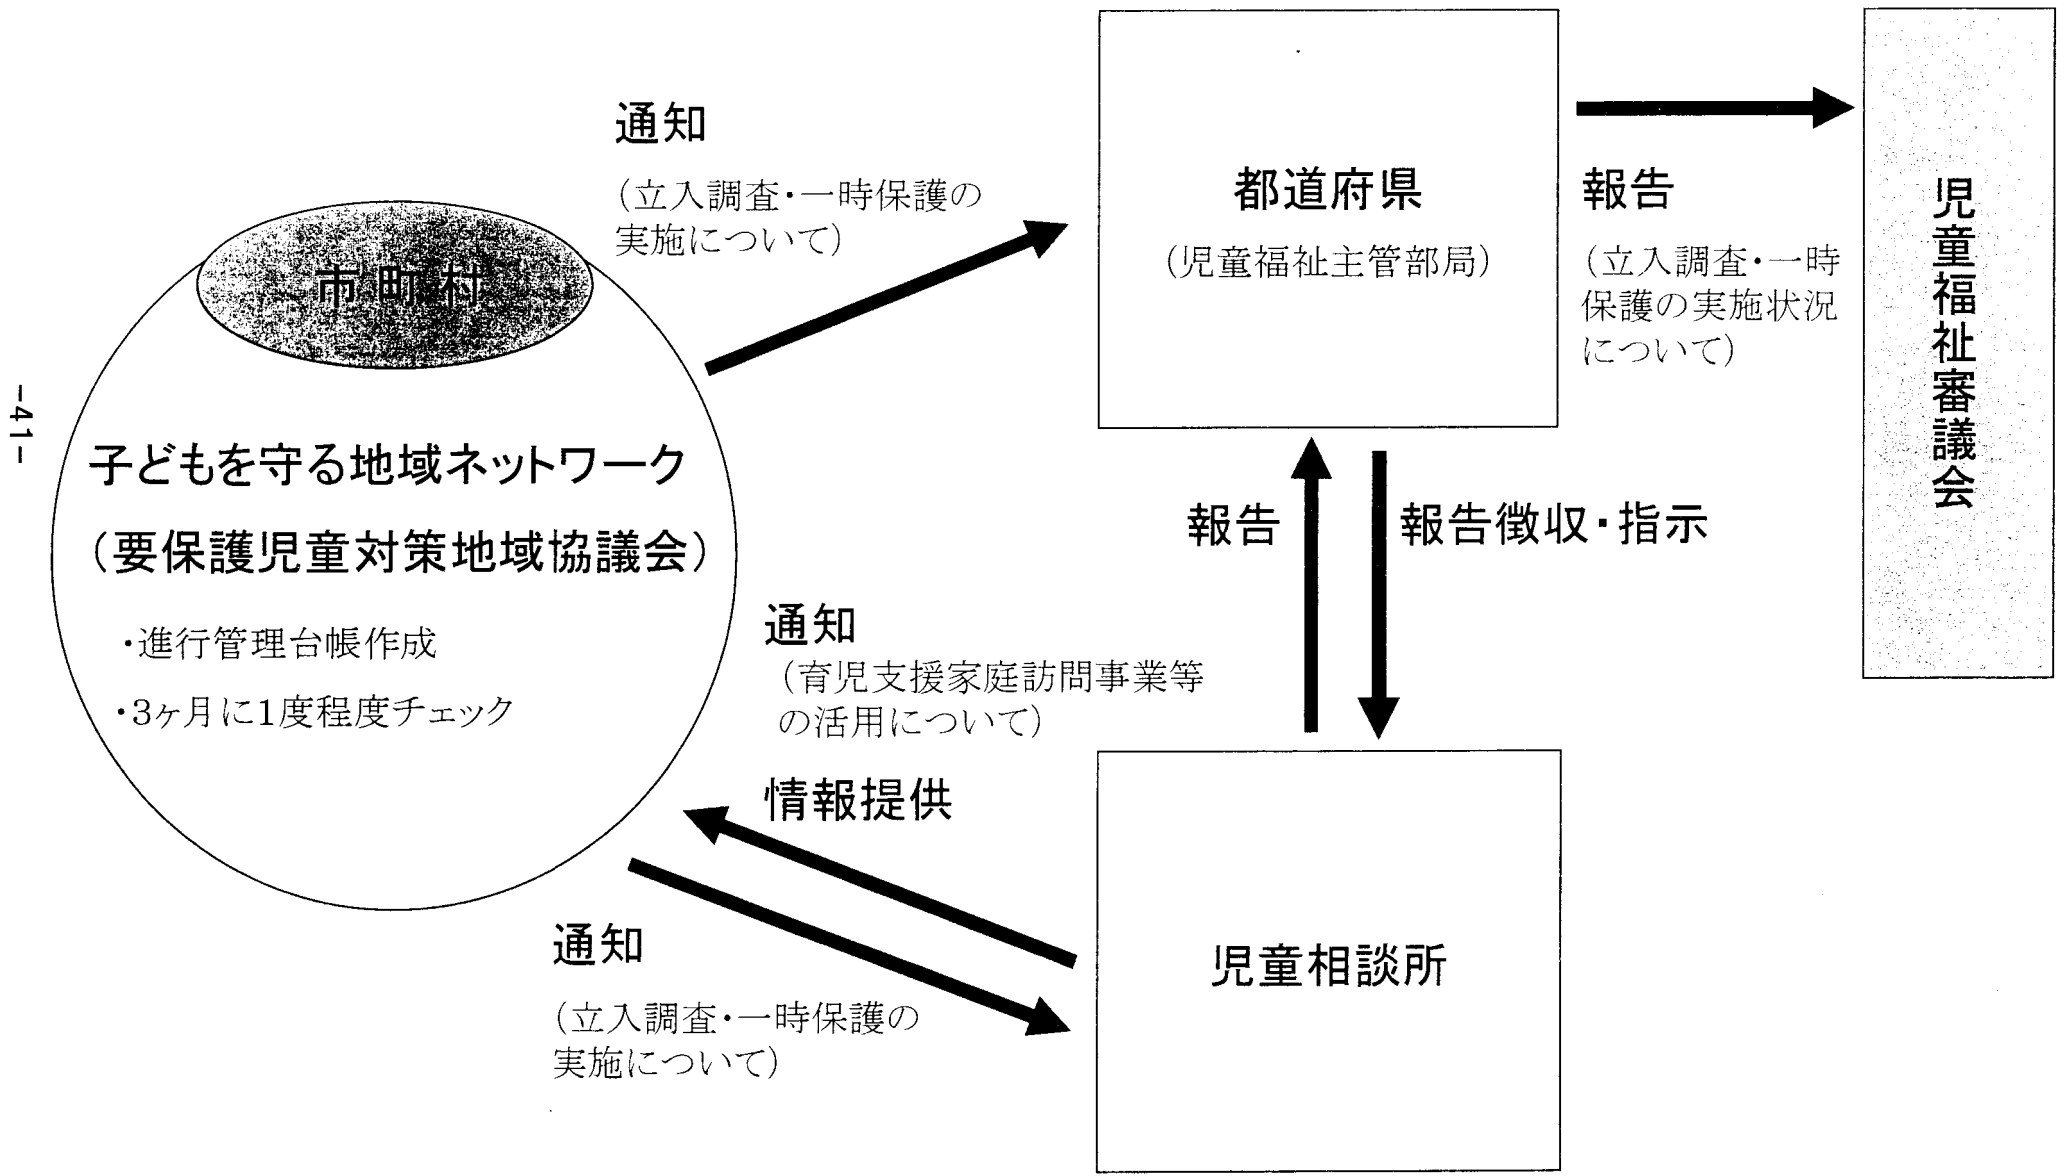 通知
（立入調査・一時保護の
実施について）
市町村
子どもを守る地域ネットワーク
（要保護児童対策地域協議会）
・進行管理台帳作成
・3ヶ月に1度程度チェック
都道府県
（児童福祉主管部局）
報告
（立入調査・一時
保護の実施状況
について）
児童福祉審議会
報告
報告徴収・指示
通知
（育児支援家庭訪問事業等
の活用について）
情報提供
通知
（立入調査・一時保護の
実施について）
児童相談所
-41-